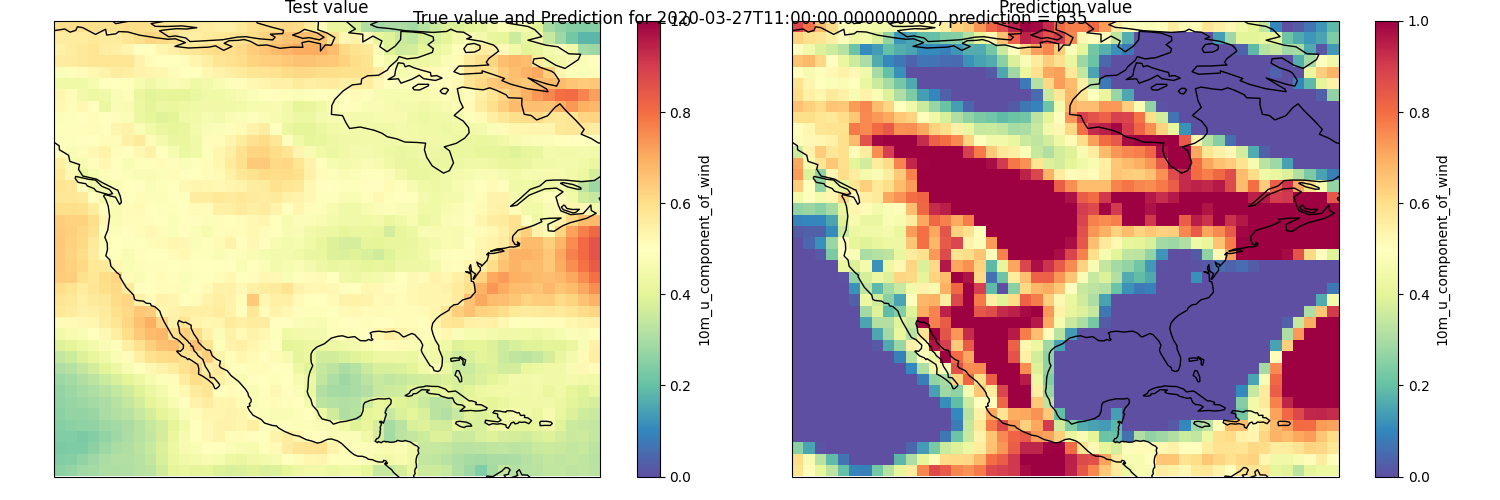 Test value
True value and Prediction for 2020-03-27T11:00:00.000000000, prediction = 635
Prediction value
1.0
0.8
0.6
0.4
0.2
0.0
10m_u_component_of_wind
1.0
0.8
0.6
0.4
0.2
0.0
10m_u_component_of_wind